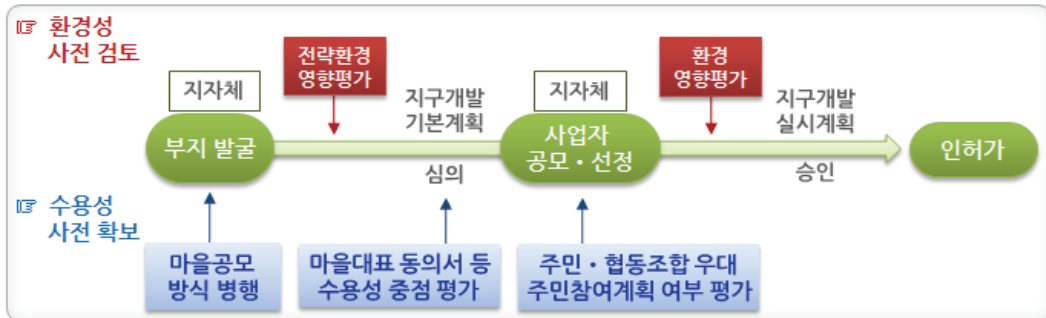 ☞ 환경성
사전 검토
전략환경
영향평가
환경
영향평가
지자체
지구개발
기본계획
지자체
지구개발
실시계획
부지 발굴
사업자
공모・선정
인허가
심의
승인
☞ 수용성
사전 확보
마을공모
방식 병행
마을대표 동의서 등
수용성 중점 평가
주민・협동조합 우대
주민참여계획 여부 평가